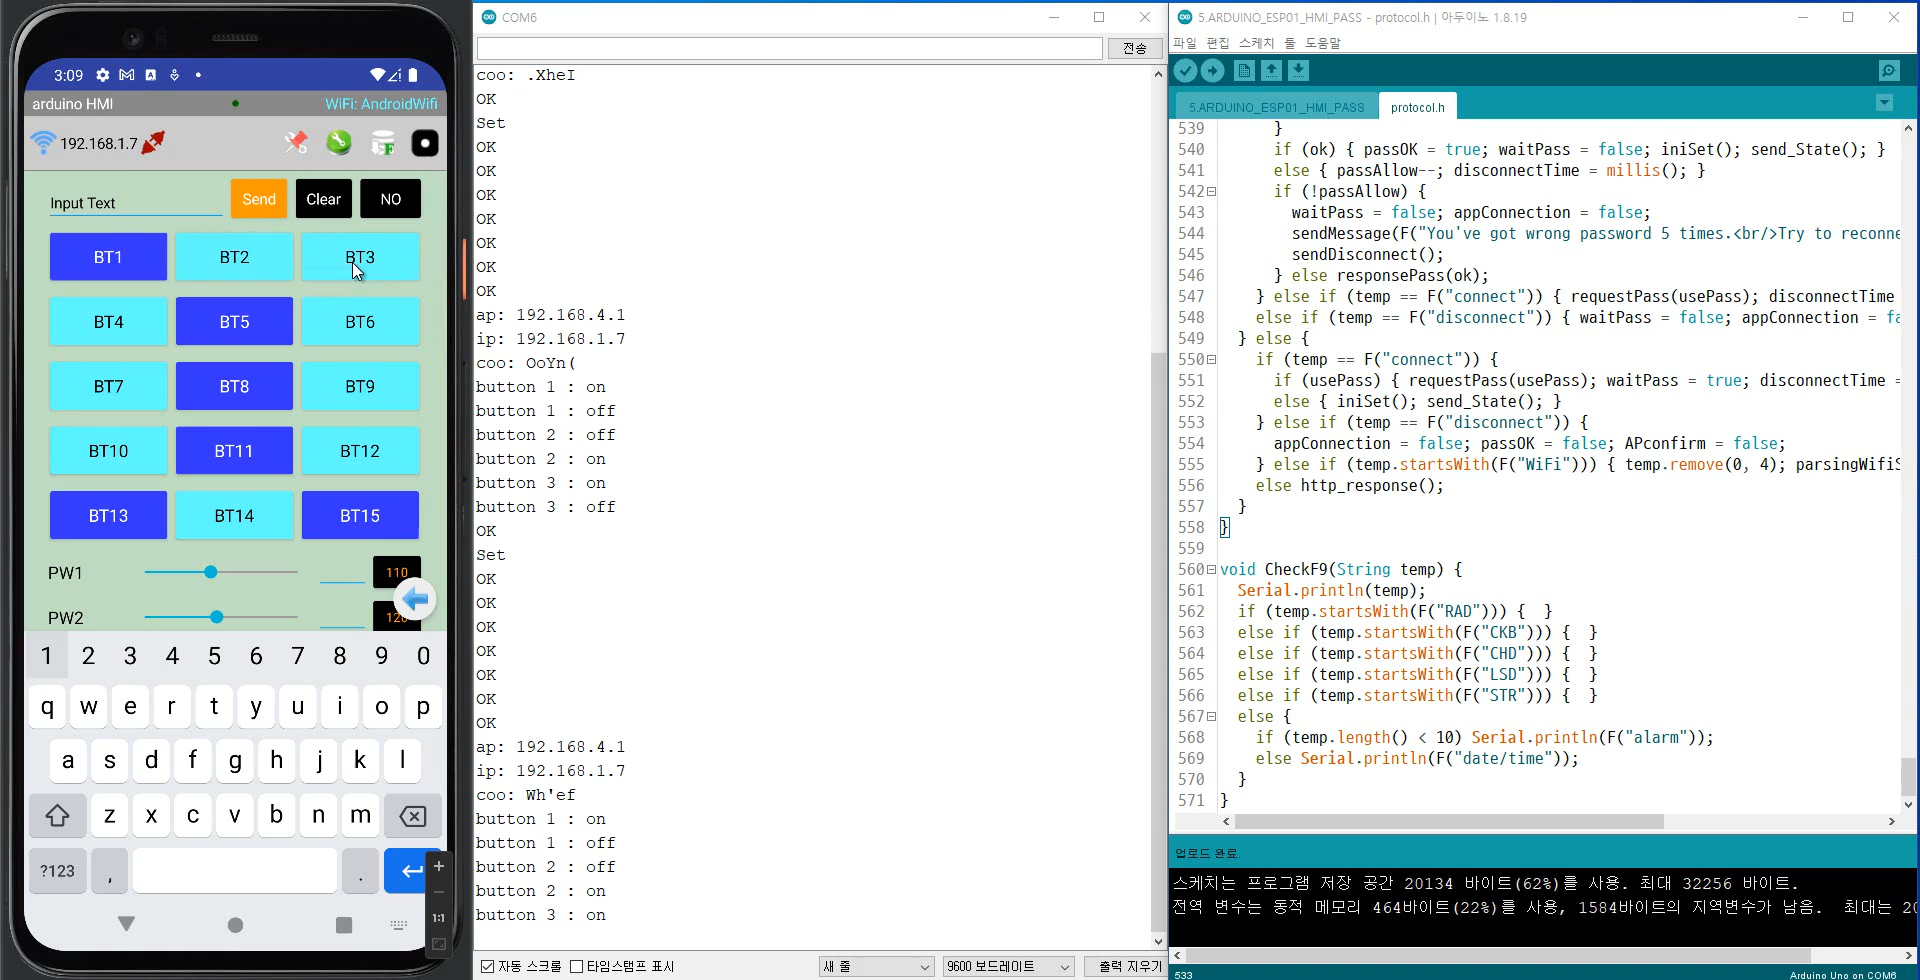 3:09
arduino HMI
WiFi: AndroidWifi
192.168.1.7
Input Text
Send
Clear
NO
BT1
BT2
BT3
BT4
BT5
BT6
BT7
BT8
BT9
BT10
BT11
BT12
BT13
BT14
BT15
PW1
110
PW2
120
1 2 3 4 5 6 7 8 9 0
q w e r t y u i o p
a s d f g h j k l
z x c v b n m
?123 , .
1:1
COM6
전송
coo: .XheI
OK
Set
OK
OK
OK
OK
OK
OK
OK
ap: 192.168.4.1
ip: 192.168.1.7
coo: OoYn(
button 1 : on
button 1 : off
button 2 : off
button 2 : on
button 3 : on
button 3 : off
OK
Set
OK
OK
OK
OK
OK
OK
OK
ap: 192.168.4.1
ip: 192.168.1.7
coo: Wh'ef
button 1 : on
button 1 : off
button 2 : off
button 2 : on
button 3 : on
자동 스크롤
타임스탬프 표시
새 줄
9600 보드레이트
출력 지우기
5.ARDUINO_ESP01_HMI_PASS - protocol.h | 아두이노 1.8.19
파일 편집 스케치 툴 도움말
5.ARDUINO_ESP01_HMI_PASS
protocol.h
539 }
540 if (ok) { passOK = true; waitPass = false; iniSet(); send_State(); }
541 else { passAllow--; disconnectTime = millis(); }
542 if (!passAllow) {
543 waitPass = false; appConnection = false;
544 sendMessage(F("You've got wrong password 5 times.<br/>Try to reconne
545 sendDisconnect();
546 } else responsePass(ok);
547 } else if (temp == F("connect")) { requestPass(usePass); disconnectTime
548 else if (temp == F("disconnect")) { waitPass = false; appConnection = fa
549 } else {
550 if (temp == F("connect")) {
551 if (usePass) { requestPass(usePass); waitPass = true; disconnectTime =
552 else { iniSet(); send_State(); }
553 } else if (temp == F("disconnect")) {
554 appConnection = false; passOK = false; APconfirm = false;
555 } else if (temp.startsWith(F("WiFi"))) { temp.remove(0, 4); parsingWifiS
556 else http_response();
557 }
558 }
559
560 void CheckF9(String temp) {
561 Serial.println(temp);
562 if (temp.startsWith(F("RAD"))) { }
563 else if (temp.startsWith(F("CKB"))) { }
564 else if (temp.startsWith(F("CHD"))) { }
565 else if (temp.startsWith(F("LSD"))) { }
566 else if (temp.startsWith(F("STR"))) { }
567 else {
568 if (temp.length() < 10) Serial.println(F("alarm"));
569 else Serial.println(F("date/time"));
570 }
571 }
업로드 완료.
스케치는 프로그램 저장 공간 20134 바이트(62%)를 사용. 최대 32256 바이트.
전역 변수는 동적 메모리 464바이트(22%)를 사용, 1584바이트의 지역변수가 남음. 최대는 20
533
Arduino Uno on COM6